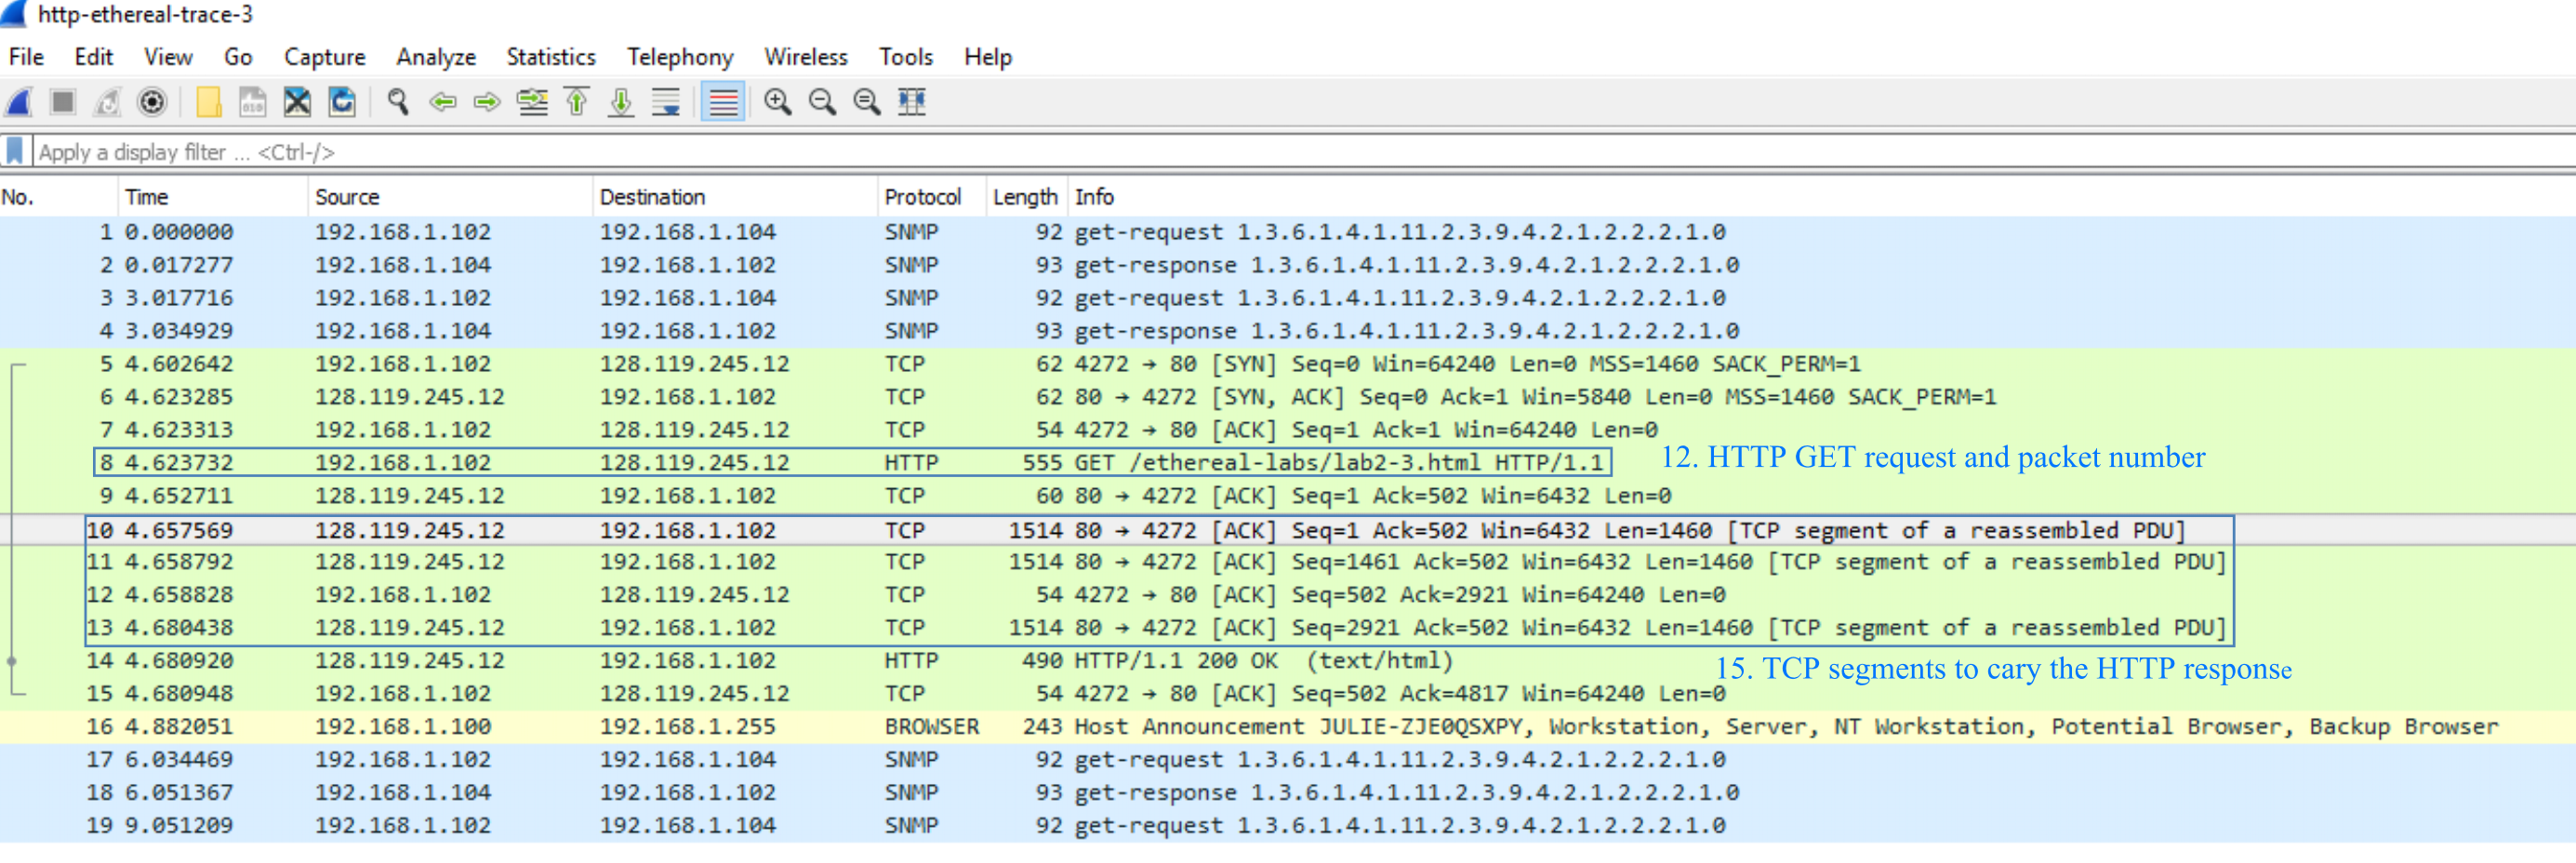 http-ethereal-trace-3
File Edit View Go Capture Analyze Statistics Telephony Wireless Tools Help
Apply a display filter ... <Ctrl-/>
No. Time Source Destination Protocol Length Info
1 0.000000 192.168.1.102 192.168.1.104 SNMP 92 get-request 1.3.6.1.4.1.11.2.3.9.4.2.1.2.2.2.1.0
2 0.017277 192.168.1.104 192.168.1.102 SNMP 93 get-response 1.3.6.1.4.1.11.2.3.9.4.2.1.2.2.2.1.0
3 3.017716 192.168.1.102 192.168.1.104 SNMP 92 get-request 1.3.6.1.4.1.11.2.3.9.4.2.1.2.2.2.1.0
4 3.034929 192.168.1.104 192.168.1.102 SNMP 93 get-response 1.3.6.1.4.1.11.2.3.9.4.2.1.2.2.2.1.0
5 4.602642 192.168.1.102 128.119.245.12 TCP 62 4272 → 80 [SYN] Seq=0 Win=64240 Len=0 MSS=1460 SACK_PERM=1
6 4.623285 128.119.245.12 192.168.1.102 TCP 62 80 → 4272 [SYN, ACK] Seq=0 Ack=1 Win=5840 Len=0 MSS=1460 SACK_PERM=1
7 4.623313 192.168.1.102 128.119.245.12 TCP 54 4272 → 80 [ACK] Seq=1 Ack=1 Win=64240 Len=0
8 4.623732 192.168.1.102 128.119.245.12 HTTP 555 GET /ethereal-labs/lab2-3.html HTTP/1.1 12. HTTP GET request and packet number
9 4.652711 128.119.245.12 192.168.1.102 TCP 60 80 → 4272 [ACK] Seq=1 Ack=502 Win=6432 Len=0
10 4.657569 128.119.245.12 192.168.1.102 TCP 1514 80 → 4272 [ACK] Seq=1 Ack=502 Win=6432 Len=1460 [TCP segment of a reassembled PDU]
11 4.658792 128.119.245.12 192.168.1.102 TCP 1514 80 → 4272 [ACK] Seq=1461 Ack=502 Win=6432 Len=1460 [TCP segment of a reassembled PDU]
12 4.658828 192.168.1.102 128.119.245.12 TCP 54 4272 → 80 [ACK] Seq=502 Ack=2921 Win=64240 Len=0
13 4.680438 128.119.245.12 192.168.1.102 TCP 1514 80 → 4272 [ACK] Seq=2921 Ack=502 Win=6432 Len=1460 [TCP segment of a reassembled PDU]
14 4.680920 128.119.245.12 192.168.1.102 HTTP 490 HTTP/1.1 200 OK (text/html) 15. TCP segments to cary the HTTP response
15 4.680948 192.168.1.102 128.119.245.12 TCP 54 4272 → 80 [ACK] Seq=502 Ack=4817 Win=64240 Len=0
16 4.882051 192.168.1.100 192.168.1.255 BROWSER 243 Host Announcement JULIE-ZJE0QSXPY, Workstation, Server, NT Workstation, Potential Browser, Backup Browser
17 6.034469 192.168.1.102 192.168.1.104 SNMP 92 get-request 1.3.6.1.4.1.11.2.3.9.4.2.1.2.2.2.1.0
18 6.051367 192.168.1.104 192.168.1.102 SNMP 93 get-response 1.3.6.1.4.1.11.2.3.9.4.2.1.2.2.2.1.0
19 9.051209 192.168.1.102 192.168.1.104 SNMP 92 get-request 1.3.6.1.4.1.11.2.3.9.4.2.1.2.2.2.1.0